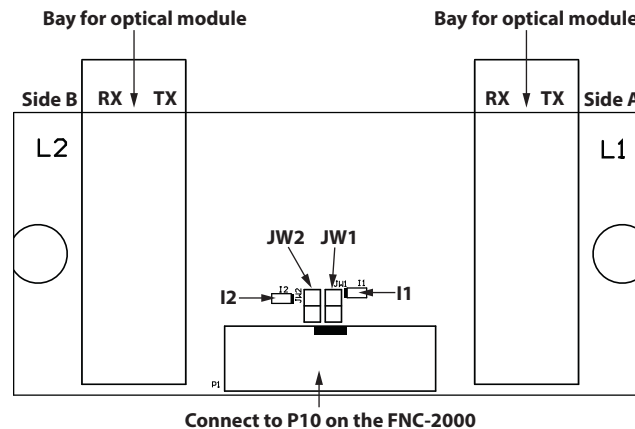 Bay for optical module
Bay for optical module
Side B RX TX
RX TX Side A
L2
L1
JW2 JW1
I2
I2
JW2
JW1
I1
I1
P1
Connect to P10 on the FNC-2000